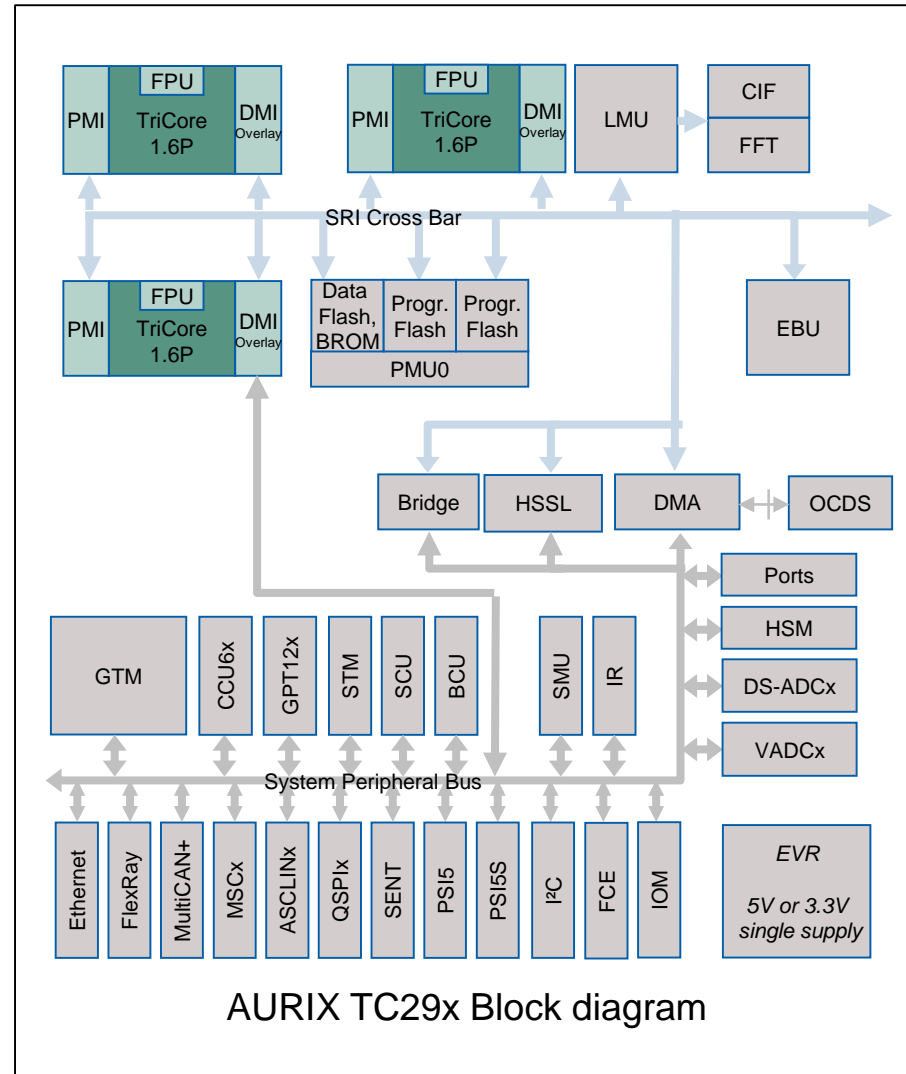 FPU
PMI
TriCore
1.6P
DMI
Overlay
FPU
PMI
TriCore
1.6P
DMI
Overlay
LMU
CIF
FFT
SRI Cross Bar
FPU
PMI
TriCore
1.6P
DMI
Overlay
Data
Flash,
BROM
Progr.
Flash
Progr.
Flash
PMU0
EBU
Bridge
HSSL
DMA
OCDS
Ports
HSM
DS-ADCx
VADCx
GTM
CCU6x
GPT12x
STM
SCU
BCU
SMU
IR
System Peripheral Bus
Ethernet
FlexRay
MultiCAN+
MSCx
ASCLINx
QSPIx
SENT
PSI5
PSI5S
I²C
FCE
IOM
EVR
5V or 3.3V
single supply
AURIX TC29x Block diagram